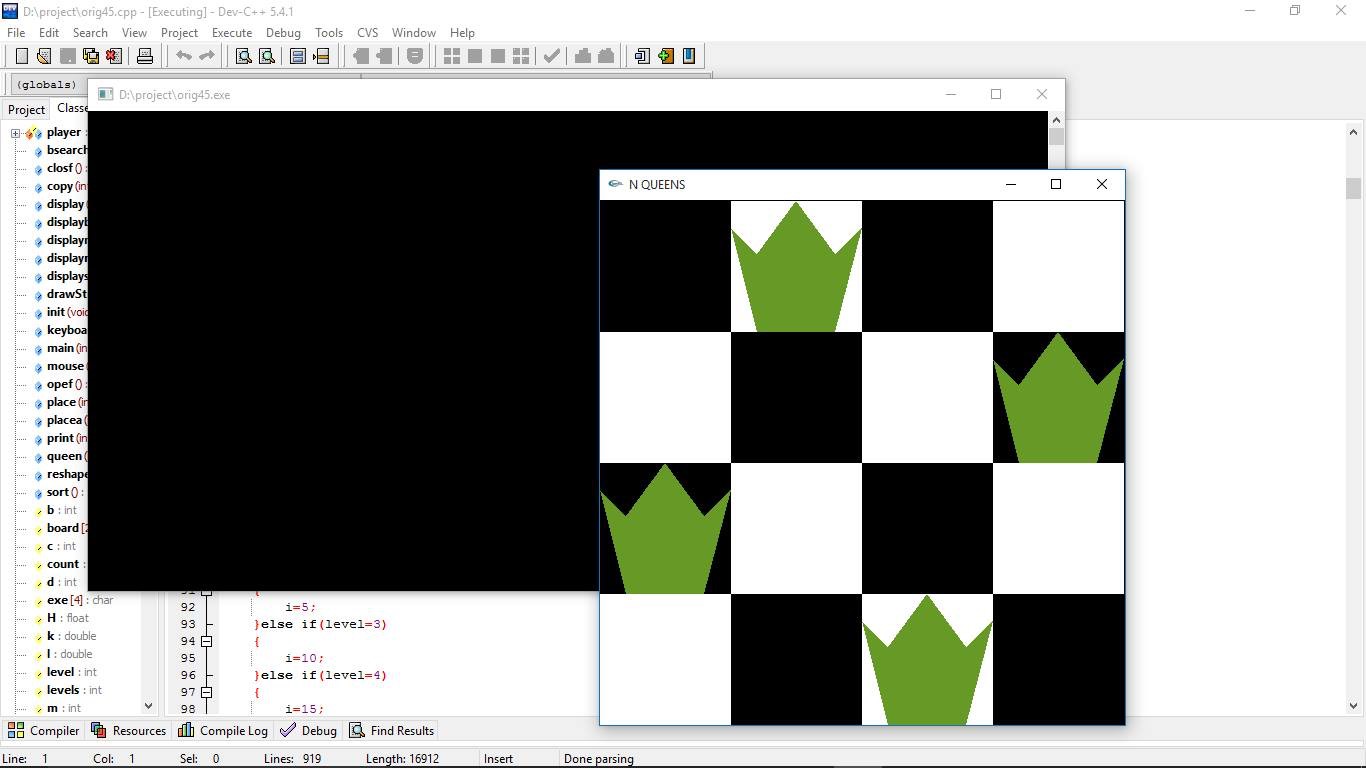 D:\project\orig45.cpp - [Executing] - Dev-C++ 5.4.1
File Edit Search View Project Execute Debug Tools CVS Window Help
(globals)
D:\project\orig45.exe
Project Classe
N QUEENS
player :
bsearch
closf () :
copy (in
display (
displayb
displayr
displayr
displays
drawSt
init (void
keyboa
main (in
mouse (
opef () :
place (in
placea (
print (in
queen (
reshape
sort () :
b : int
board [2
c : int
count :
d : int
exe [4] : char
H : float
k : double
l : double
level : int
levels : int
m : int
91 {
92 i=5;
93 }else if(level=3)
94 {
95 i=10;
96 }else if(level=4)
97 {
98 i=15;
Compiler Resources Compile Log Debug Find Results
Line: 1 Col: 1 Sel: 0 Lines: 919 Length: 16912 Insert Done parsing